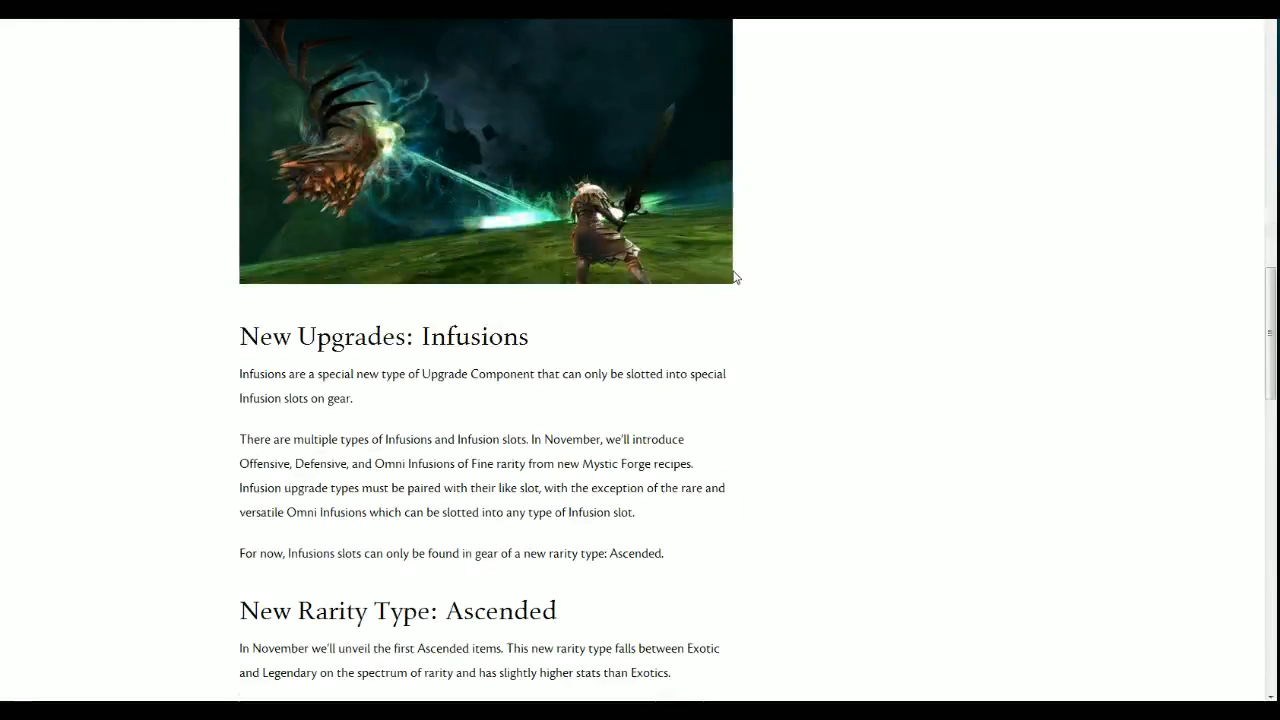 New Upgrades: Infusions
Infusions are a special new type of Upgrade Component that can only be slotted into special
Infusion slots on gear.
There are multiple types of Infusions and Infusion slots. In November, we'll introduce
Offensive, Defensive, and Omni Infusions of Fine rarity from new Mystic Forge recipes.
Infusion upgrade types must be paired with their like slot, with the exception of the rare and
versatile Omni Infusions which can be slotted into any type of Infusion slot.
For now, Infusions slots can only be found in gear of a new rarity type: Ascended.
New Rarity Type: Ascended
In November we'll unveil the first Ascended items. This new rarity type falls between Exotic
and Legendary on the spectrum of rarity and has slightly higher stats than Exotics.